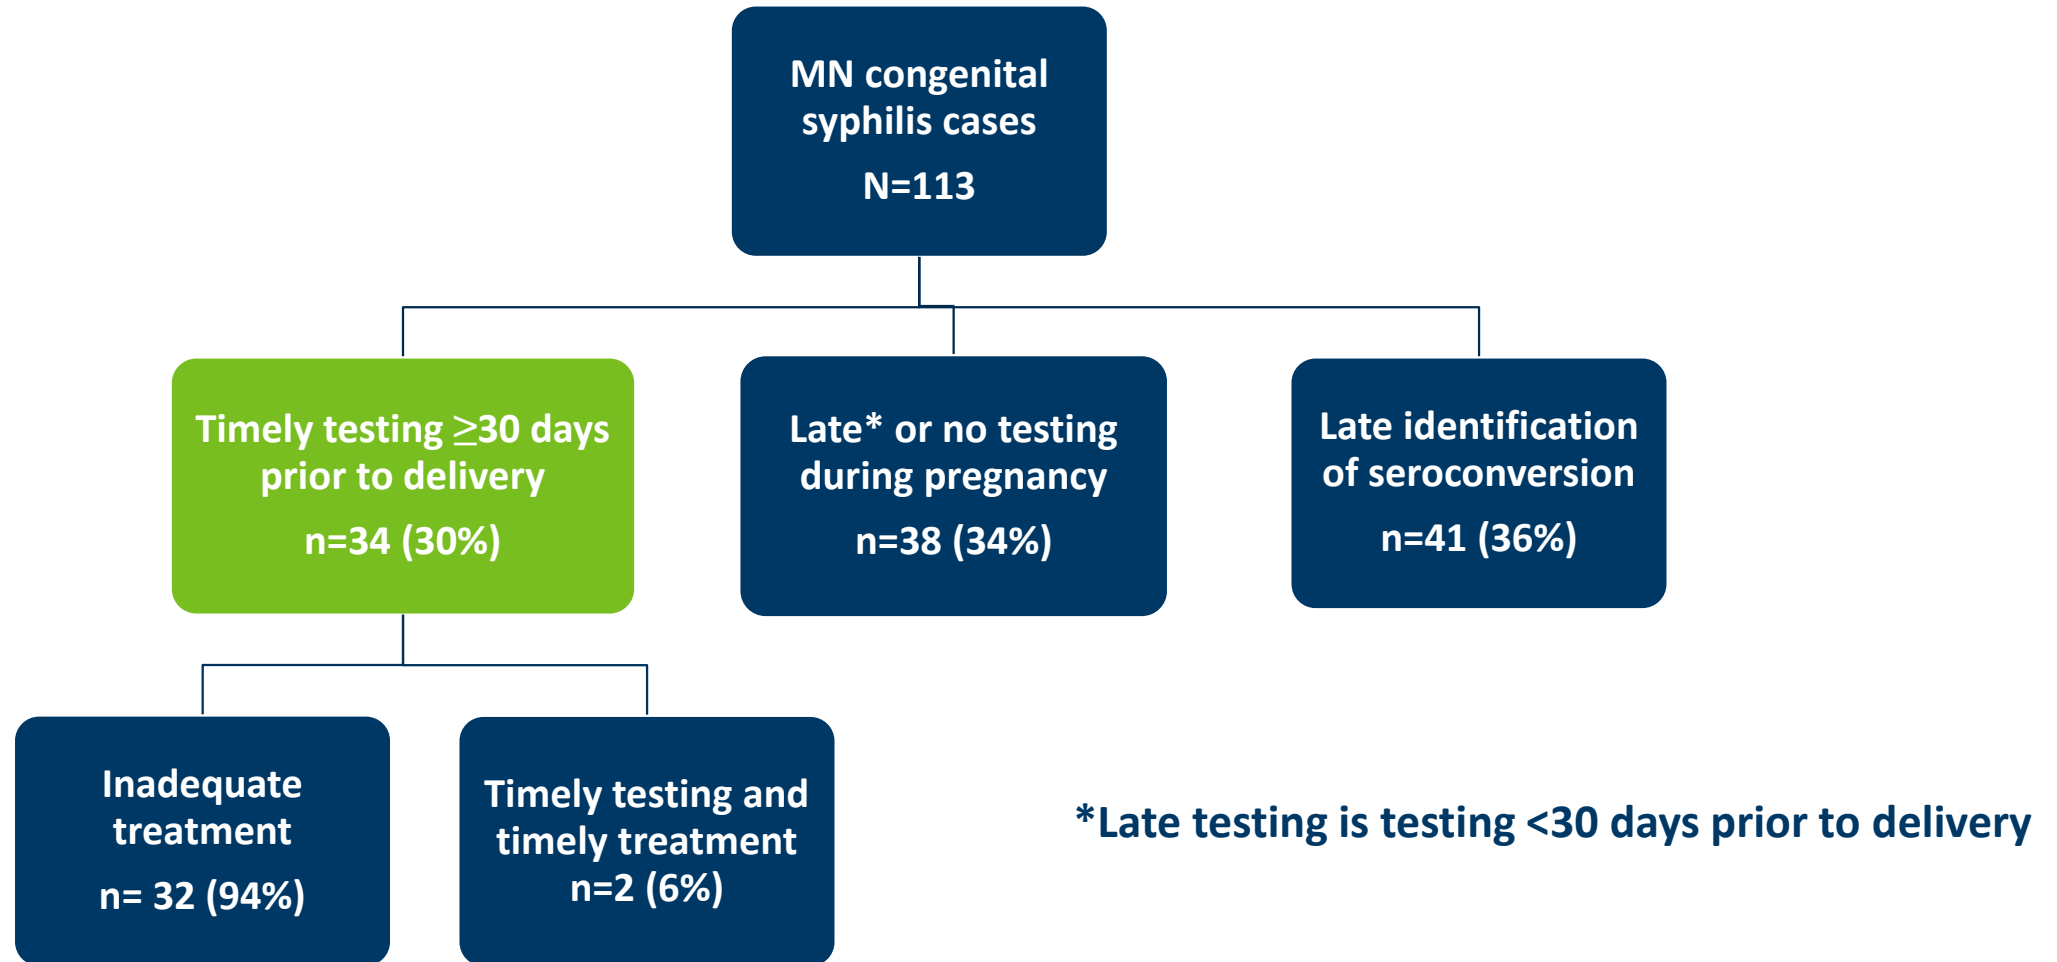 MN congenital
syphilis cases
N=113
Timely testing ≥30 days
prior to delivery
n=34 (30%)
Late* or no testing
during pregnancy
n=38 (34%)
Late identification
of seroconversion
n=41 (36%)
Inadequate
treatment
n= 32 (94%)
Timely testing and
timely treatment
n=2 (6%)
*Late testing is testing <30 days prior to delivery